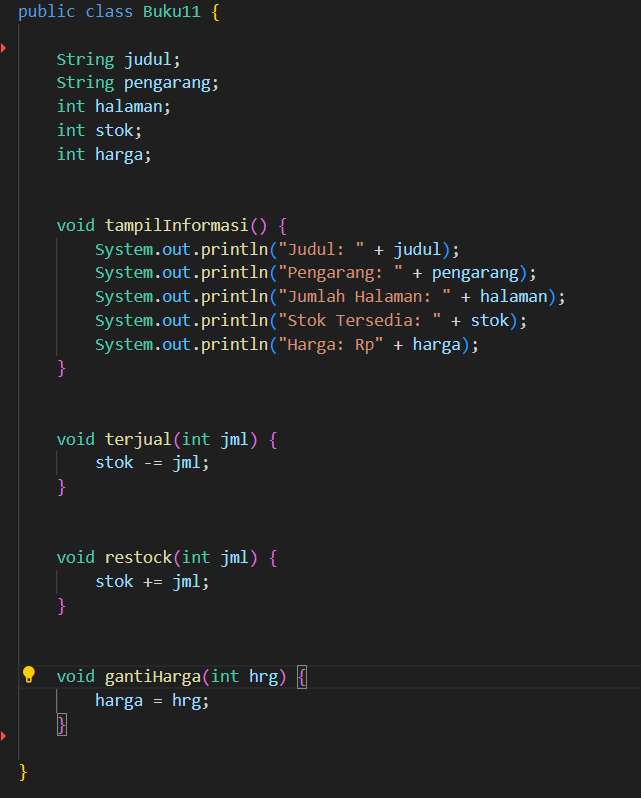 public class Buku11 {
String judul;
String pengarang;
int halaman;
int stok;
int harga;
void tampilInformasi() {
System.out.println("Judul: " + judul);
System.out.println("Pengarang: " + pengarang);
System.out.println("Jumlah Halaman: " + halaman);
System.out.println("Stok Tersedia: " + stok);
System.out.println("Harga: Rp" + harga);
}
void terjual(int jml) {
stok -= jml;
}
void restock(int jml) {
stok += jml;
}
void gantiHarga(int hrg) {
harga = hrg;
}
}